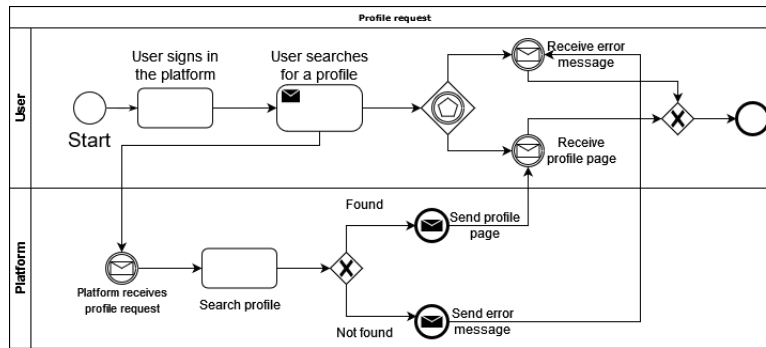 Profile request
User
User signs in
the platform
User searches
for a profile
Receive error
message
Start
Receive
profile page
Platform
Found
Send profile
page
Platform receives
profile request
Search profile
Not found
Send error
message